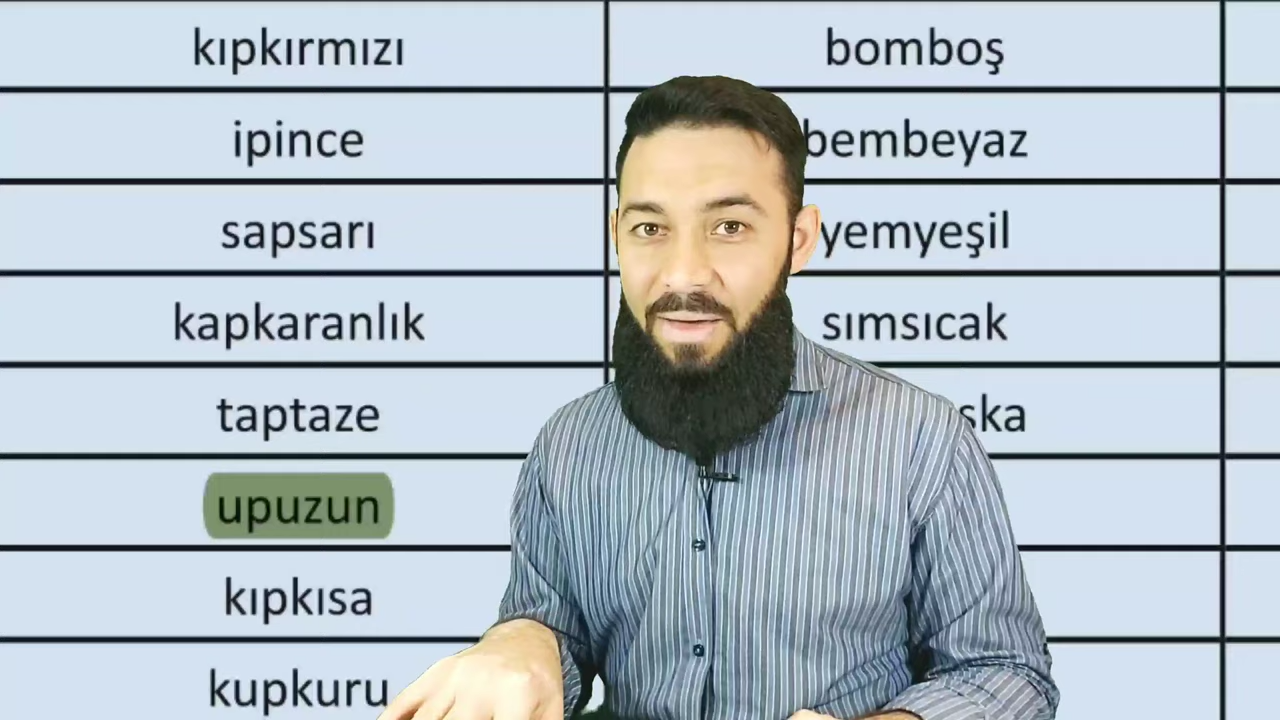 kıpkırmızı bomboş
ipince bembeyaz
sapsarı yemyeşil
kapkaranlık sımsıcak
taptaze
upuzun
kıpkısa
kupkuru